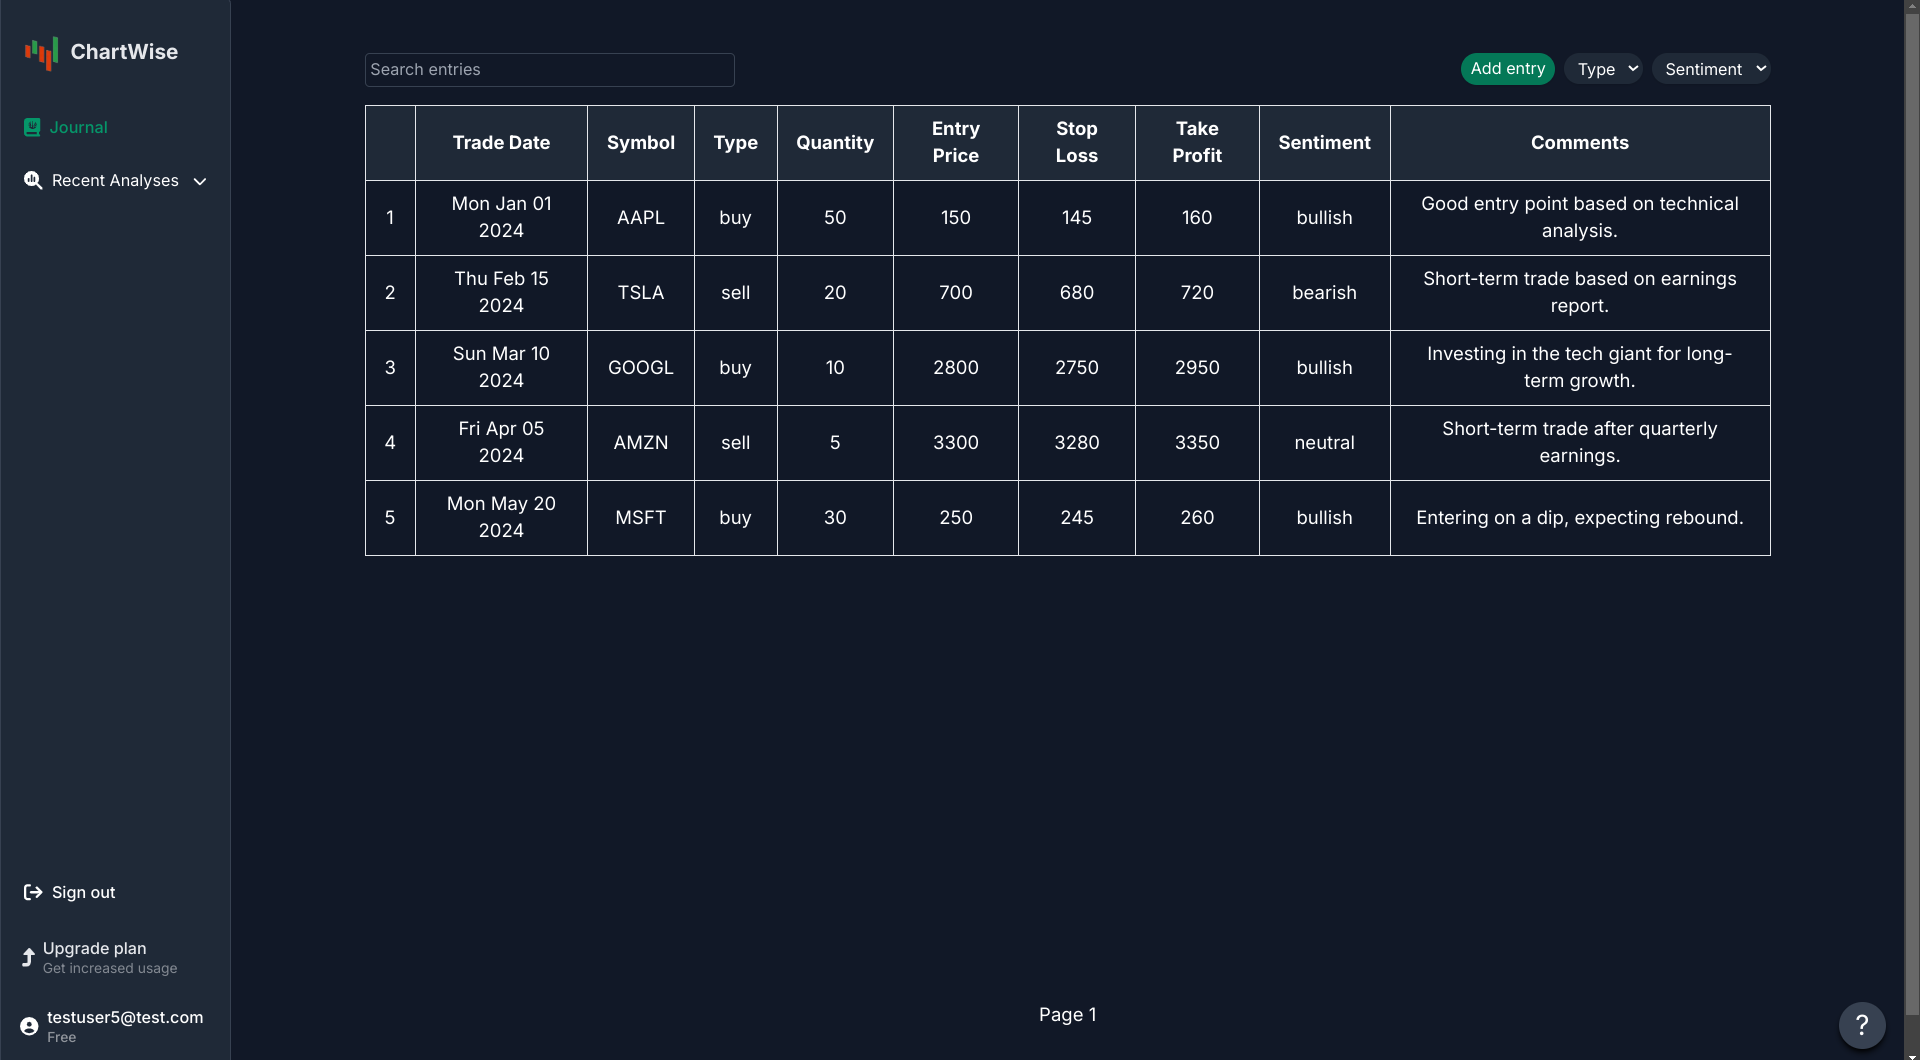 ChartWise
Journal
Recent Analyses
Sign out
Upgrade plan
Get increased usage
testuser5@test.com
Free
Search entries
Add entry
Type
Sentiment
Trade Date Symbol Type Quantity Entry Price Stop Loss Take Profit Sentiment Comments
1 Mon Jan 01 2024 AAPL buy 50 150 145 160 bullish Good entry point based on technical analysis.
2 Thu Feb 15 2024 TSLA sell 20 700 680 720 bearish Short-term trade based on earnings report.
3 Sun Mar 10 2024 GOOGL buy 10 2800 2750 2950 bullish Investing in the tech giant for long-term growth.
4 Fri Apr 05 2024 AMZN sell 5 3300 3280 3350 neutral Short-term trade after quarterly earnings.
5 Mon May 20 2024 MSFT buy 30 250 245 260 bullish Entering on a dip, expecting rebound.
Page 1
?